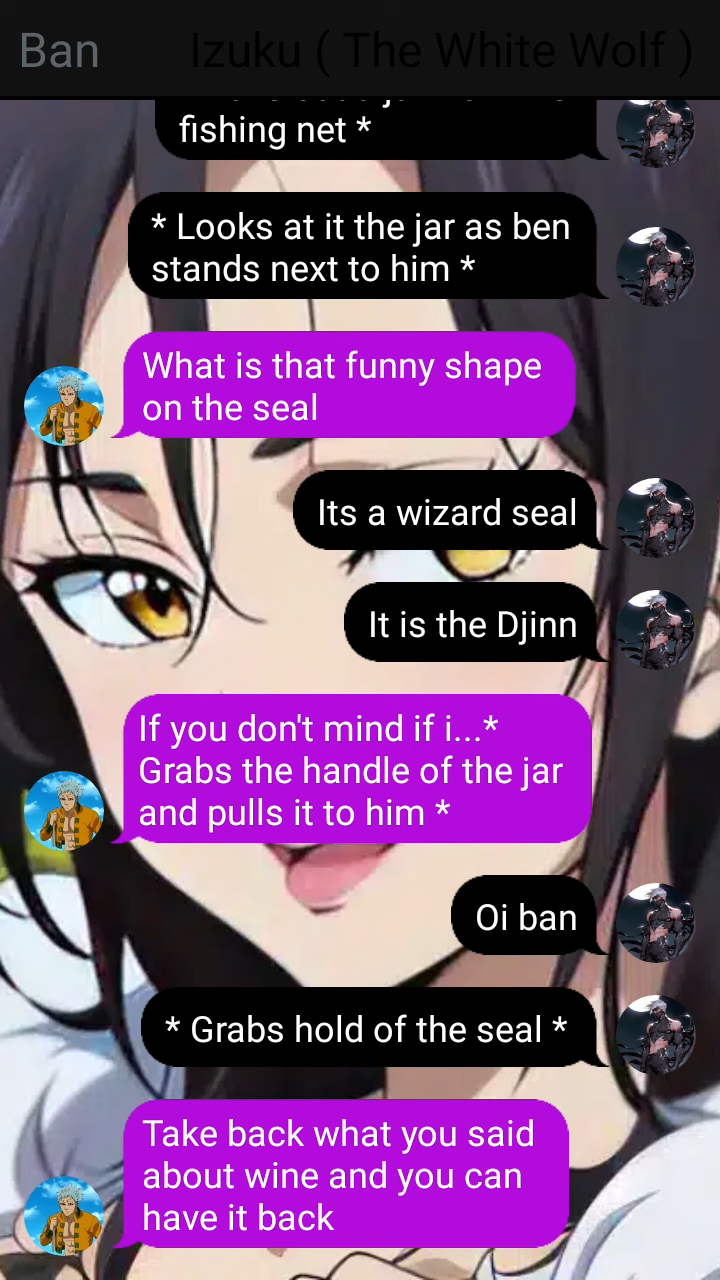 Ban Izuku ( The White Wolf )
fishing net *
* Looks at it the jar as ben
stands next to him *
What is that funny shape
on the seal
Its a wizard seal
It is the Djinn
If you don't mind if i...*
Grabs the handle of the jar
and pulls it to him *
Oi ban
* Grabs hold of the seal *
Take back what you said
about wine and you can
have it back